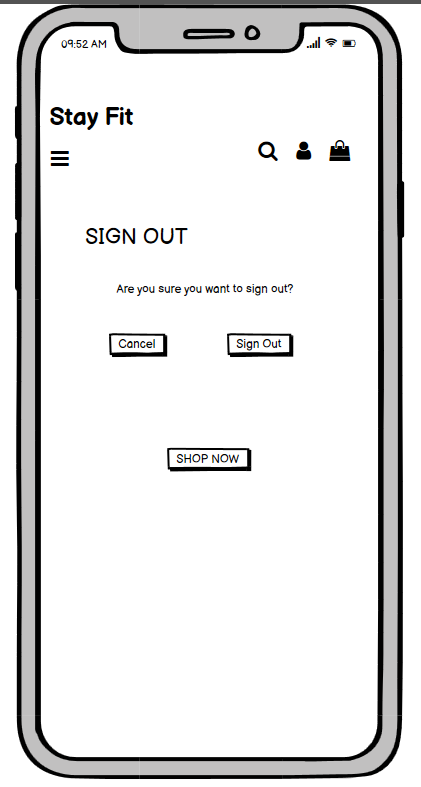 09:52 AM
Stay Fit
SIGN OUT
Are you sure you want to sign out?
Cancel Sign Out
SHOP NOW